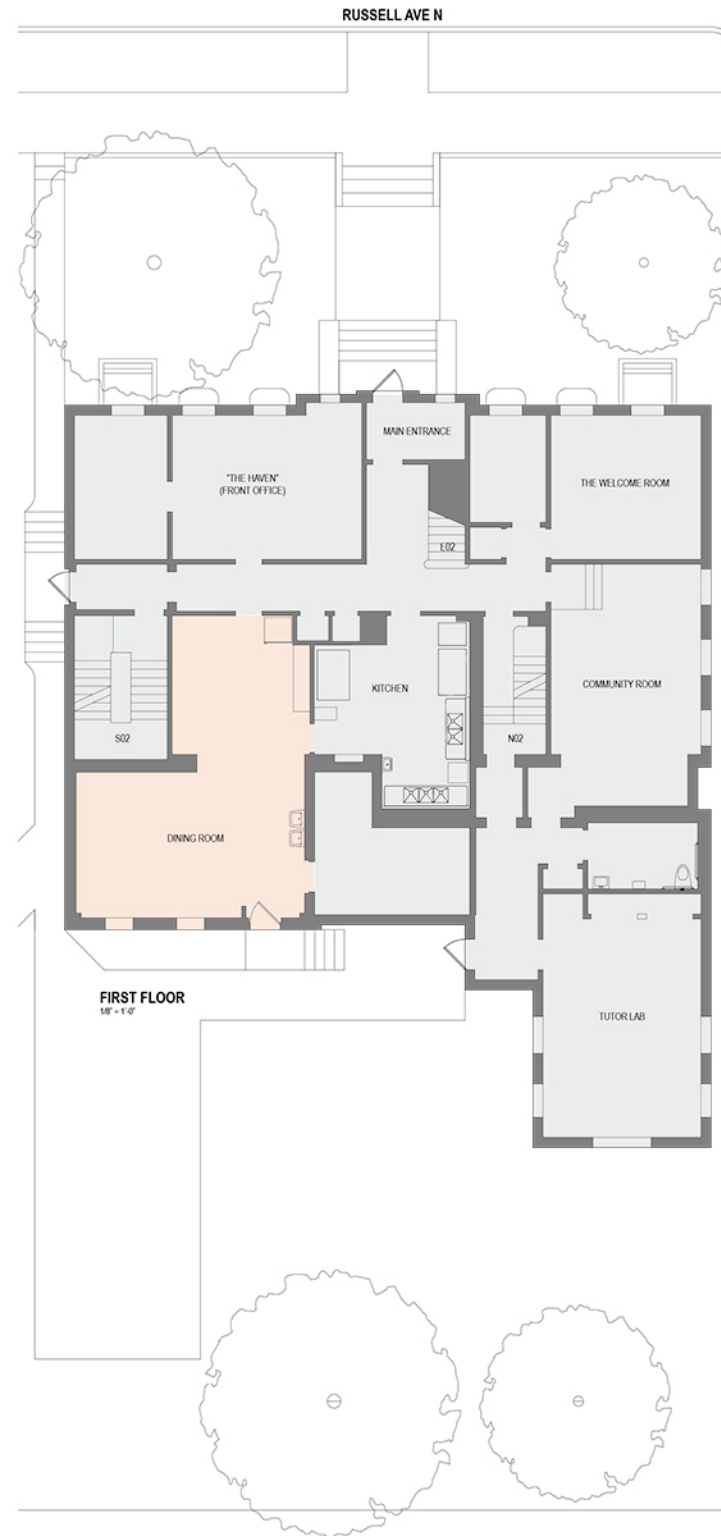 RUSSELL AVE N
MAIN ENTRANCE
"THE HAVEN"
(FRONT OFFICE)
THE WELCOME ROOM
E02
COMMUNITY ROOM
KITCHEN
S02
N02
DINING ROOM
FIRST FLOOR
1/8" = 1'-0"
TUTOR LAB